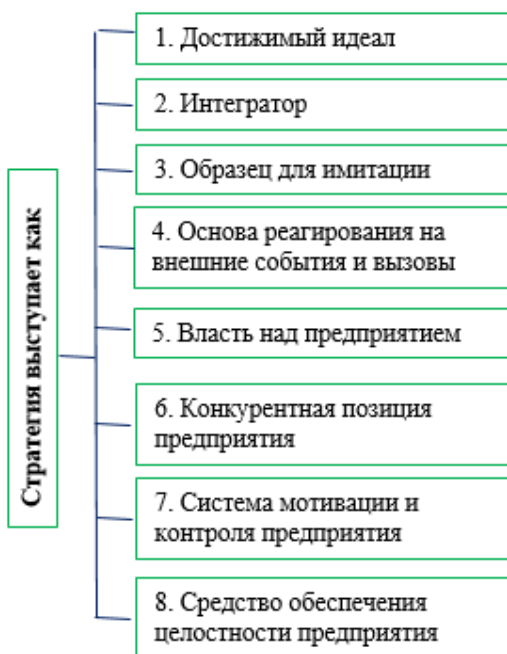 Стратегия выступает как
1. Достижимый идеал
2. Интегратор
3. Образец для имитации
4. Основа реагирования на
внешние события и вызовы
5. Власть над предприятием
6. Конкурентная позиция
предприятия
7. Система мотивации и
контроля предприятия
8. Средство обеспечения
целостности предприятия